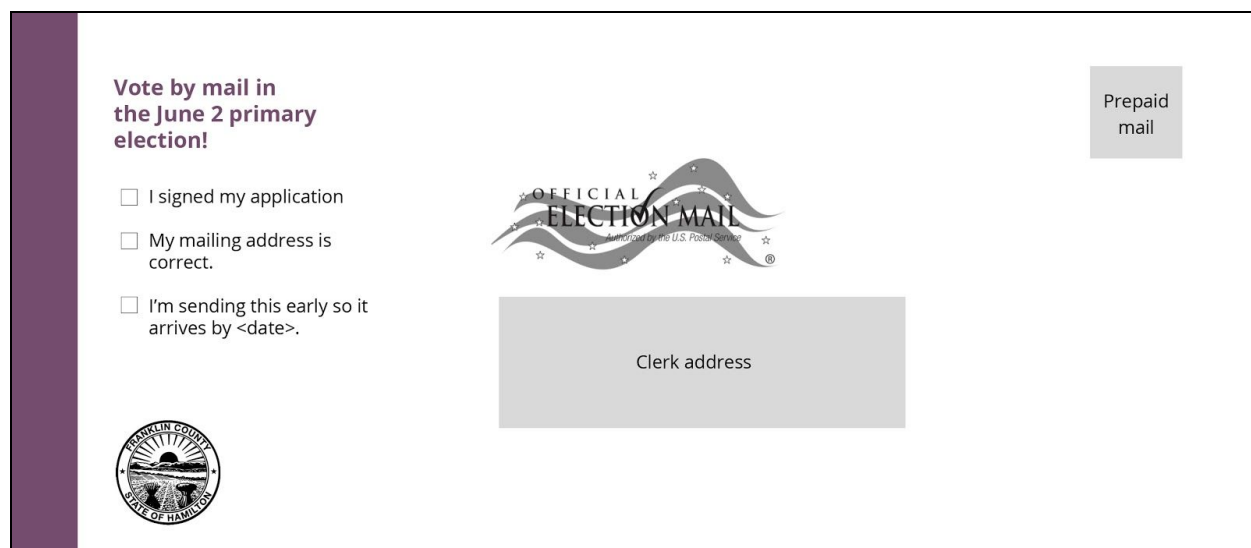 Vote by mail in
the June 2 primary
election!
I signed my application
My mailing address is
correct.
I’m sending this early so it
arrives by <date>.
FRANKLIN COUNTY
STATE OF HAMILTON
OFFICIAL
ELECTION MAIL
Authorized by the U.S. Postal Service
®
Clerk address
Prepaid
mail